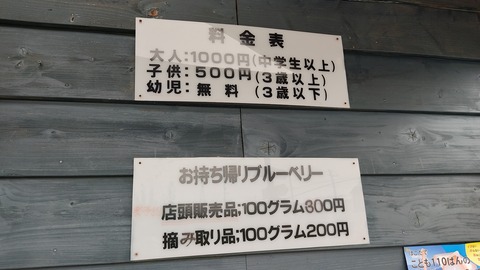 料金表
大人:1000円(中学生以上)
子供:500円(3歳以上)
幼児:無料(3歳以下)
お持ち帰りブルーベリー
店頭販売品;100グラム300円
摘み取り品;100グラム200円
こども110ばんの